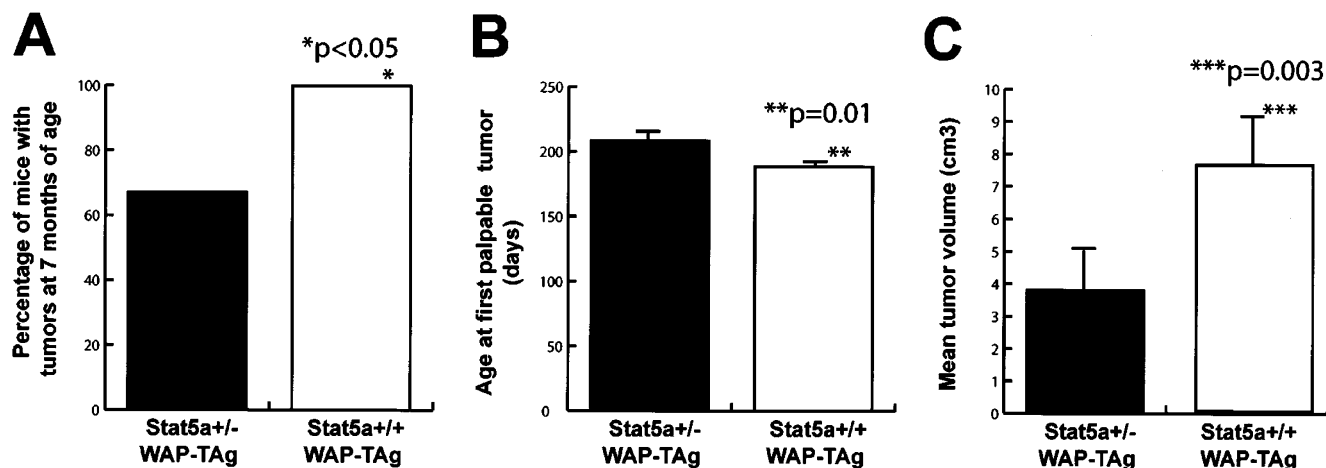 A
*p<0.05
*
Percentage of mice with
tumors at 7 months of age
100
80
60
40
20
0
Stat5a+/-
WAP-TAg
Stat5a+/+
WAP-TAg
B
**p=0.01
**
Age at first palpable tumor
(days)
250
200
150
100
50
0
Stat5a+/-
WAP-TAg
Stat5a+/+
WAP-TAg
C
***p=0.003
***
Mean tumor volume (cm3)
10
9
8
7
6
5
4
3
2
1
0
Stat5a+/-
WAP-TAg
Stat5a+/+
WAP-TAg